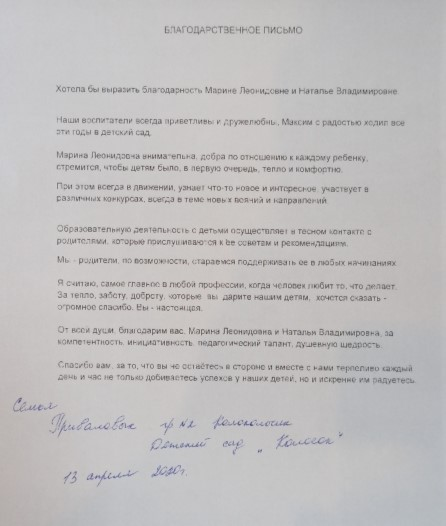 БЛАГОДАРСТВЕННОЕ ПИСЬМО
Хотела бы выразить благодарность Марине Леонидовне и Наталье Владимировне.
Наши воспитатели всегда приветливы и дружелюбны, Максим с радостью ходил все
эти годы в детский сад.
Марина Леонидовна внимательна, добра по отношению к каждому ребенку,
стремится, чтобы детям было, в первую очередь, тепло и комфортно.
При этом всегда в движении, узнает что-то новое и интересное, участвует в
различных конкурсах, всегда в теме новых веяний и направлений.
Образовательную деятельность с детьми осуществляет в тесном контакте с
родителями, которые прислушиваются к ее советам и рекомендациям.
Мы - родители, по возможности, стараемся поддерживать ее в любых начинаниях.
Я считаю, самое главное в любой профессии, когда человек любит то, что делает.
За тепло, заботу, доброту, которые вы дарите нашим детям, хочется сказать -
огромное спасибо. Вы - настоящая.
От всей души, благодарим вас, Марина Леонидовна и Наталья Владимировна, за
компетентность, инициативность, педагогический талант, душевную щедрость.
Спасибо вам, за то, что вы не остаётесь в стороне и вместе с нами терпеливо каждый
день и час не только добиваетесь успехов у наших детей, но и искренне им радуетесь.
Семья
Приваловых гр №2 Колокольчик
Детский сад „Колосок"
13 апреля 2020г.